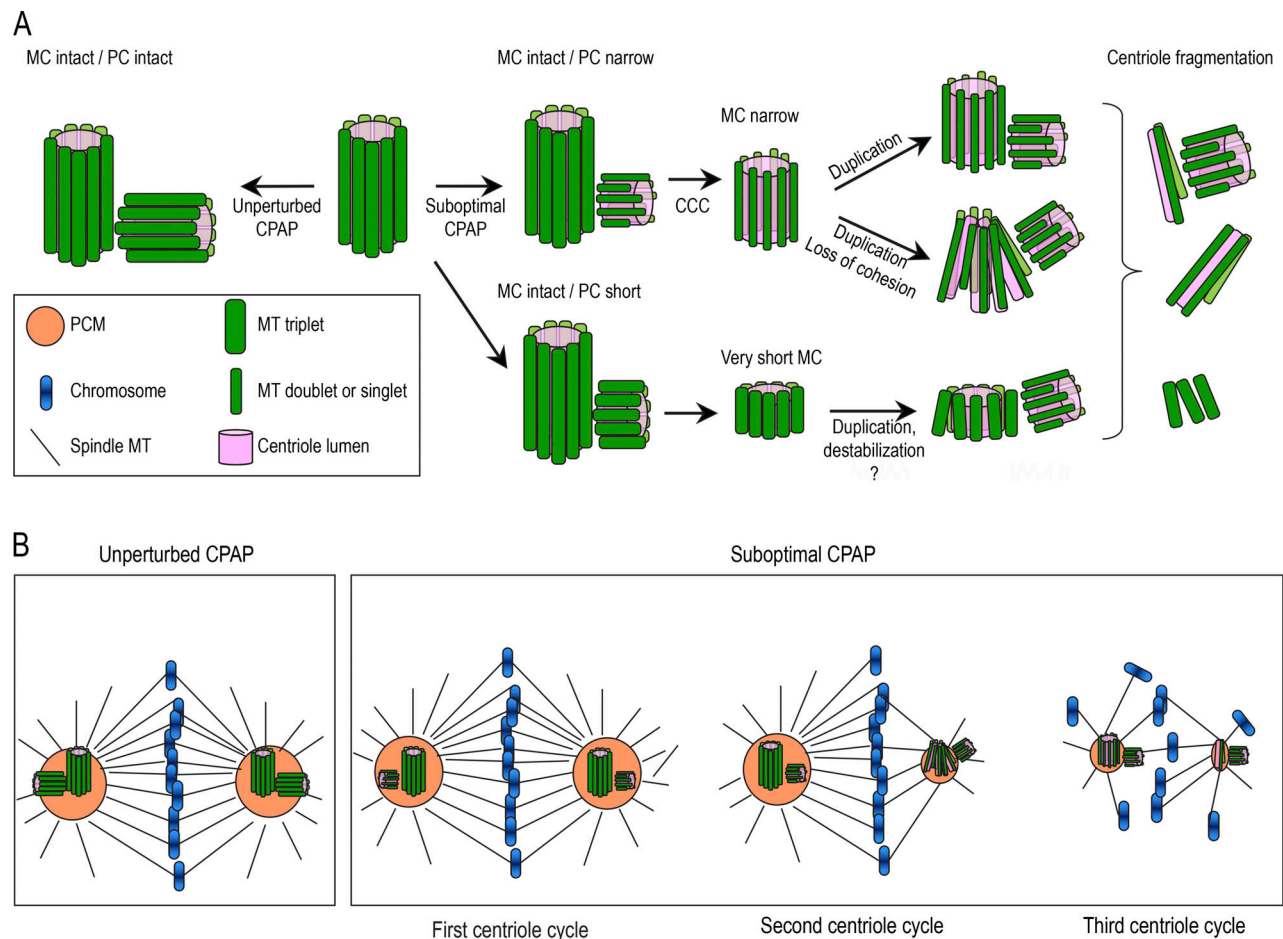 A
MC intact / PC intact
MC intact / PC narrow
Centriole fragmentation
MC narrow
Duplication
Unperturbed
CPAP
Suboptimal
CPAP
CCC
Duplication
Loss of cohesion
MC intact / PC short
PCM
MT triplet
Very short MC
Chromosome
MT doublet or singlet
Duplication,
destabilization
?
Spindle MT
Centriole lumen
B
Unperturbed CPAP
Suboptimal CPAP
First centriole cycle
Second centriole cycle
Third centriole cycle